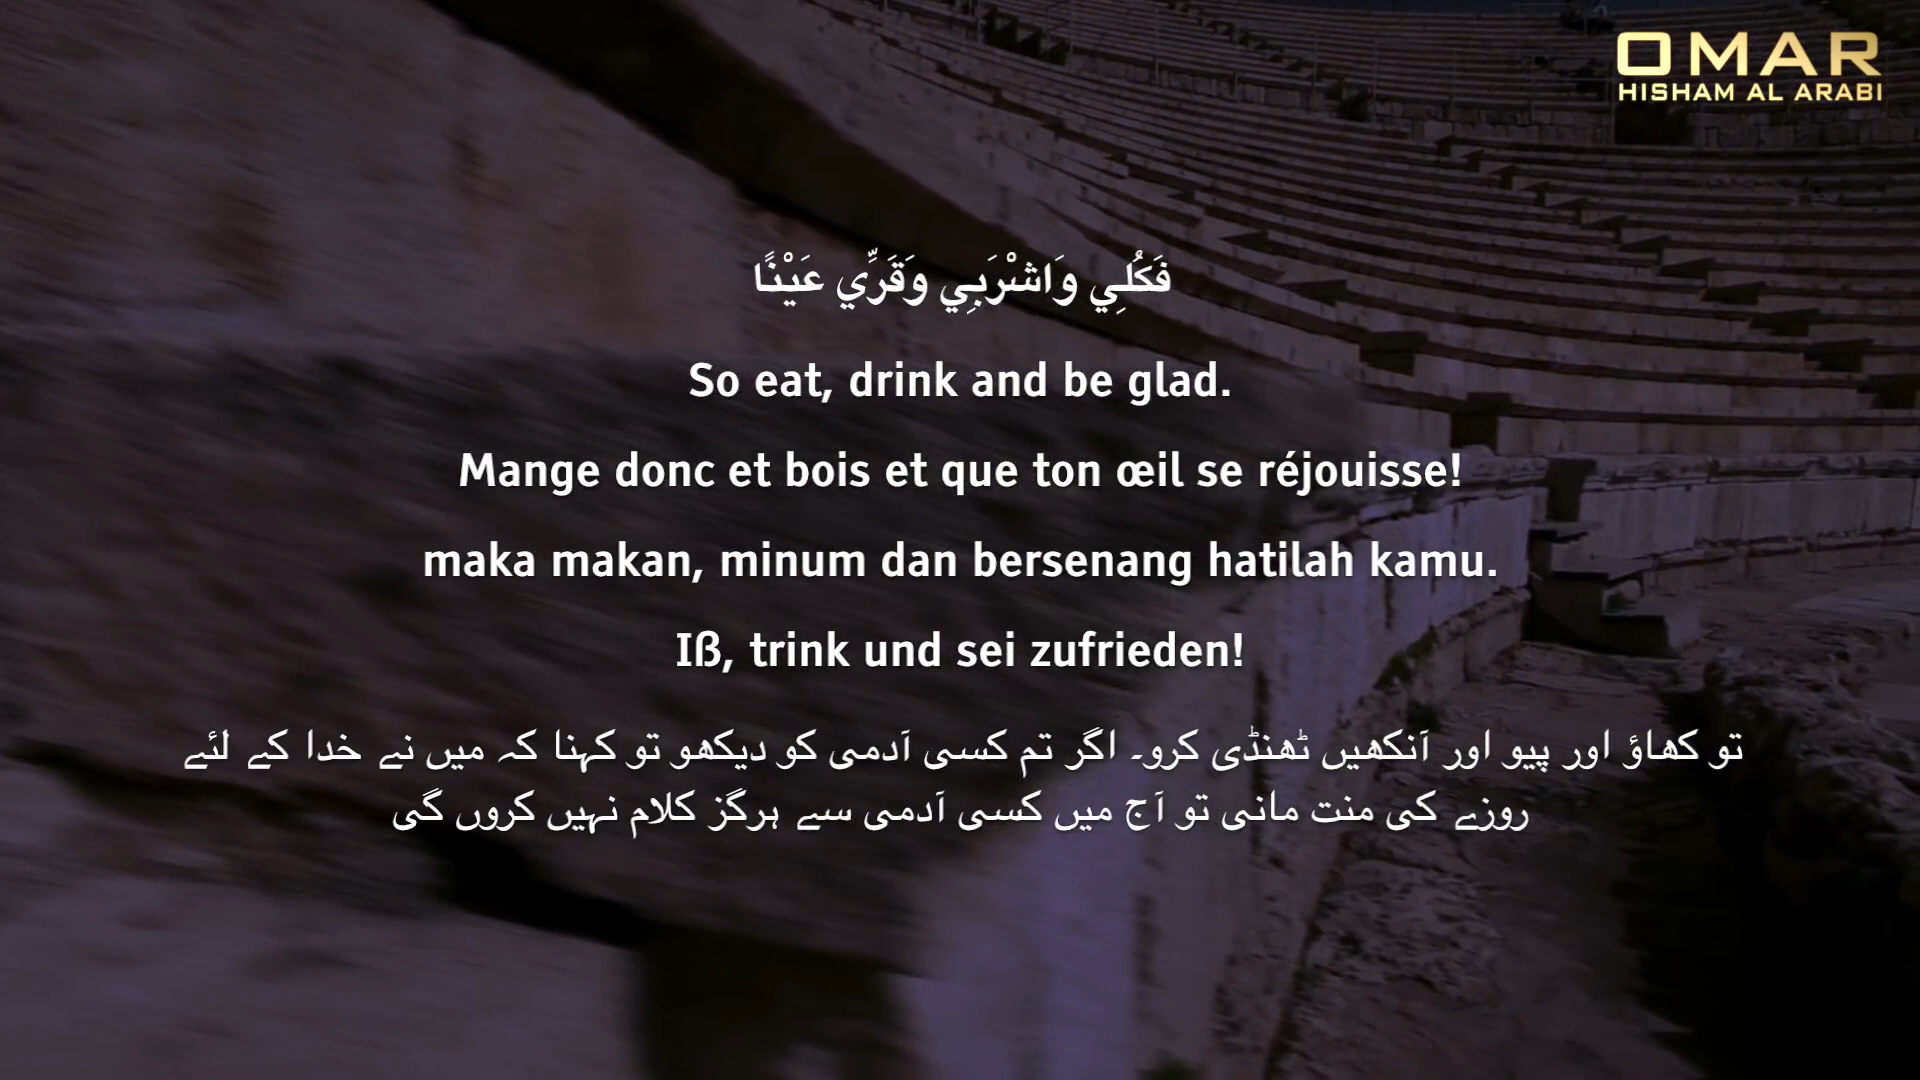 OMAR
HISHAM AL ARABI
فَكُلِي وَاشْرَبِي وَقَرِّي عَيْنًا
So eat, drink and be glad.
Mange donc et bois et que ton œil se réjouisse!
maka makan, minum dan bersenang hatilah kamu.
Iß, trink und sei zufrieden!
تو کھاؤ اور پیو اور آنکھیں ٹھنڈی کرو۔ اگر تم کسی آدمی کو دیکھو تو کہنا کہ میں نے خدا کے لئے
روزے کی منت مانی تو آج میں کسی آدمی سے ہرگز کلام نہیں کروں گی